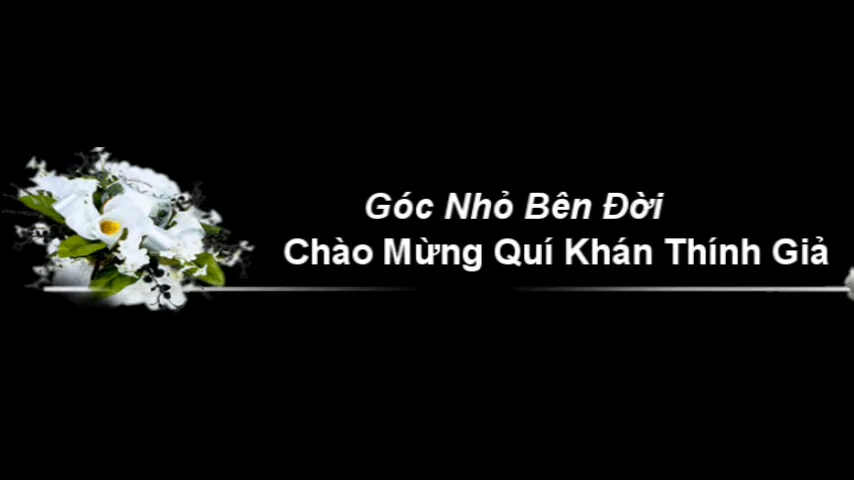 Góc Nhỏ Bên Đời
Chào Mừng Quí Khán Thính Giả